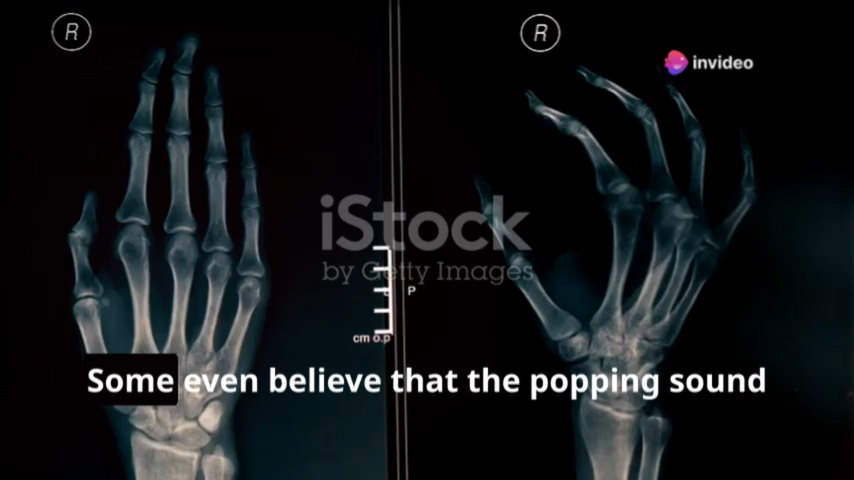 R
R
invideo
iStock
by Getty Images
P
cm o.p
Some even believe that the popping sound